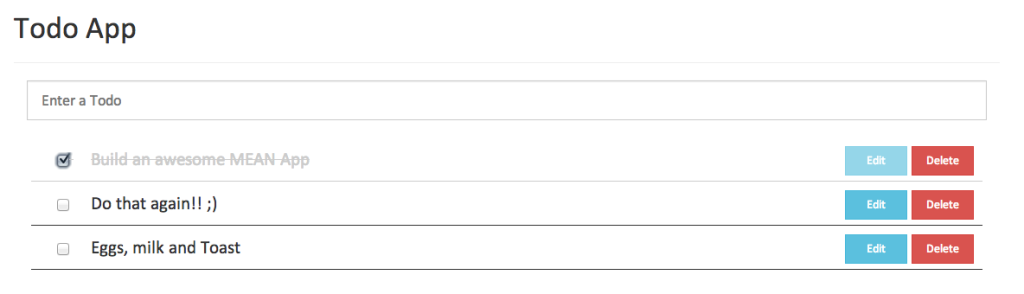 Todo App
Enter a Todo
Build an awesome MEAN App Edit Delete
Do that again!! ;) Edit Delete
Eggs, milk and Toast Edit Delete